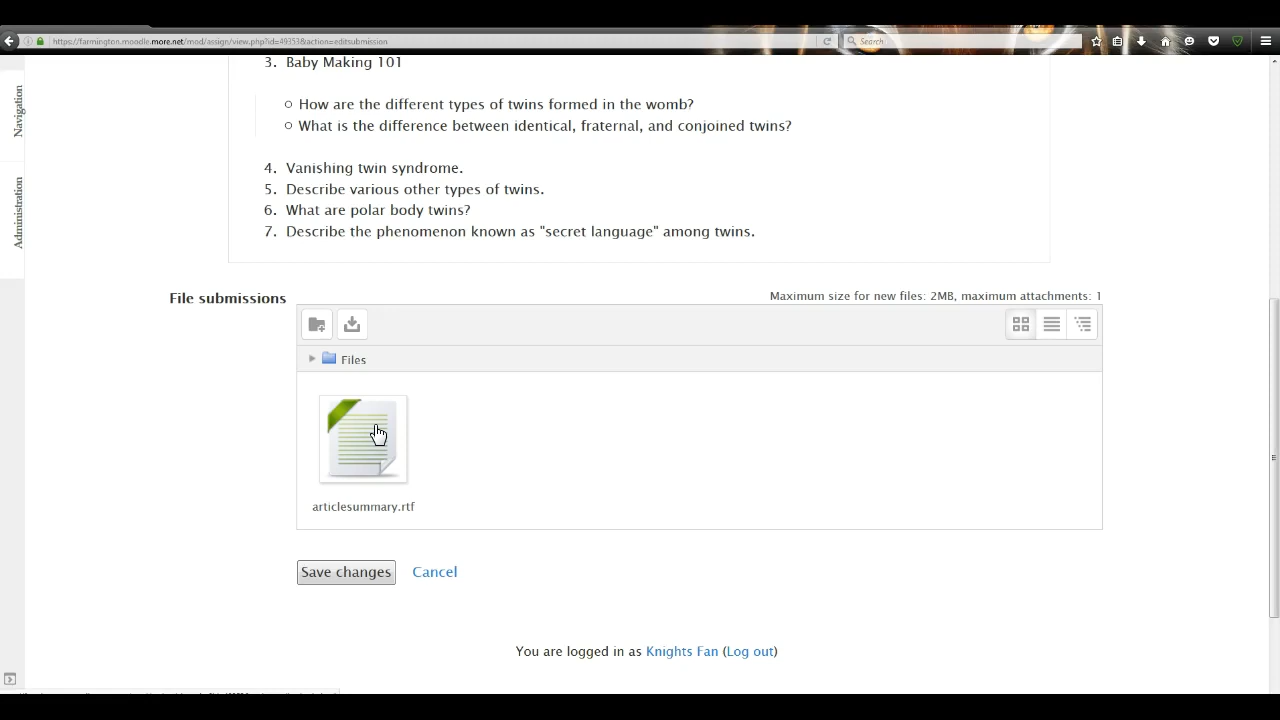 https://farmington.moodle.more.net/mod/assign/view.php?id=49353&action=editsubmission
Search
Navigation
Administration
3. Baby Making 101
How are the different types of twins formed in the womb?
What is the difference between identical, fraternal, and conjoined twins?
4. Vanishing twin syndrome.
5. Describe various other types of twins.
6. What are polar body twins?
7. Describe the phenomenon known as "secret language" among twins.
File submissions
Maximum size for new files: 2MB, maximum attachments: 1
Files
articlesummary.rtf
Save changes
Cancel
You are logged in as Knights Fan (Log out)